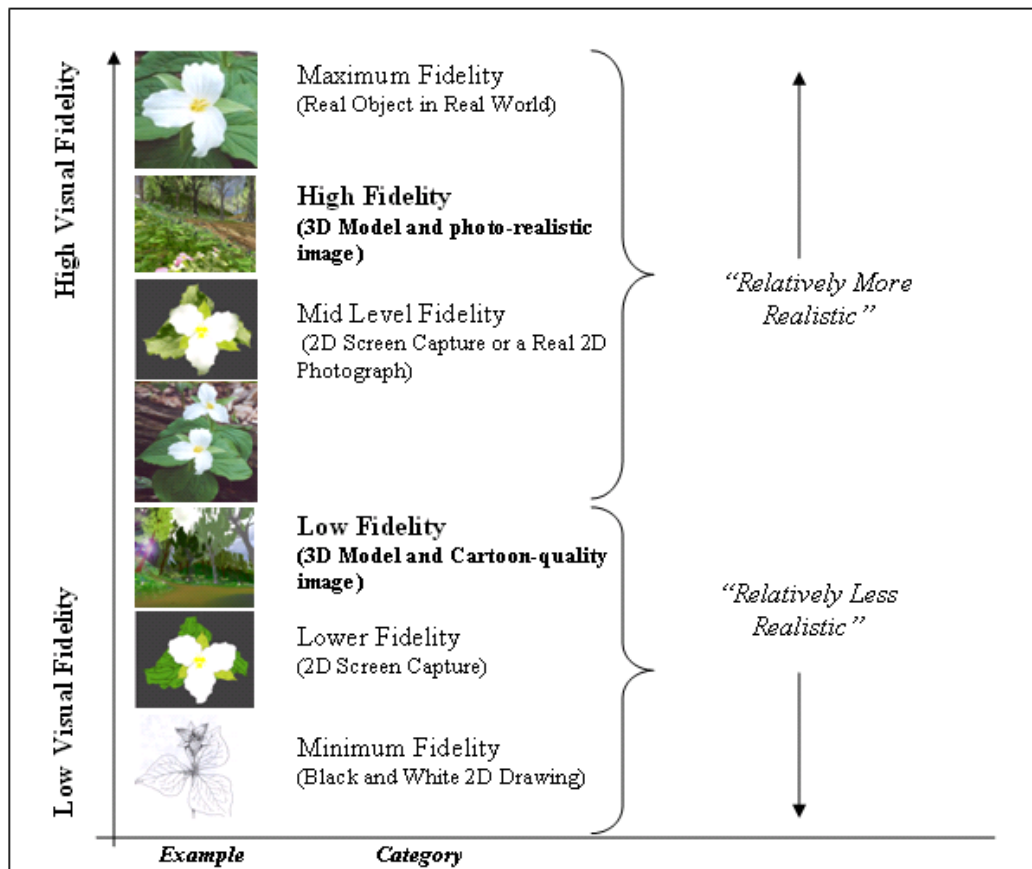 High Visual Fidelity
Low Visual Fidelity
Maximum Fidelity
(Real Object in Real World)
High Fidelity
(3D Model and photo-realistic
image)
Mid Level Fidelity
(2D Screen Capture or a Real 2D
Photograph)
Low Fidelity
(3D Model and Cartoon-quality
image)
Lower Fidelity
(2D Screen Capture)
Minimum Fidelity
(Black and White 2D Drawing)
“Relatively More
Realistic”
“Relatively Less
Realistic”
Example
Category